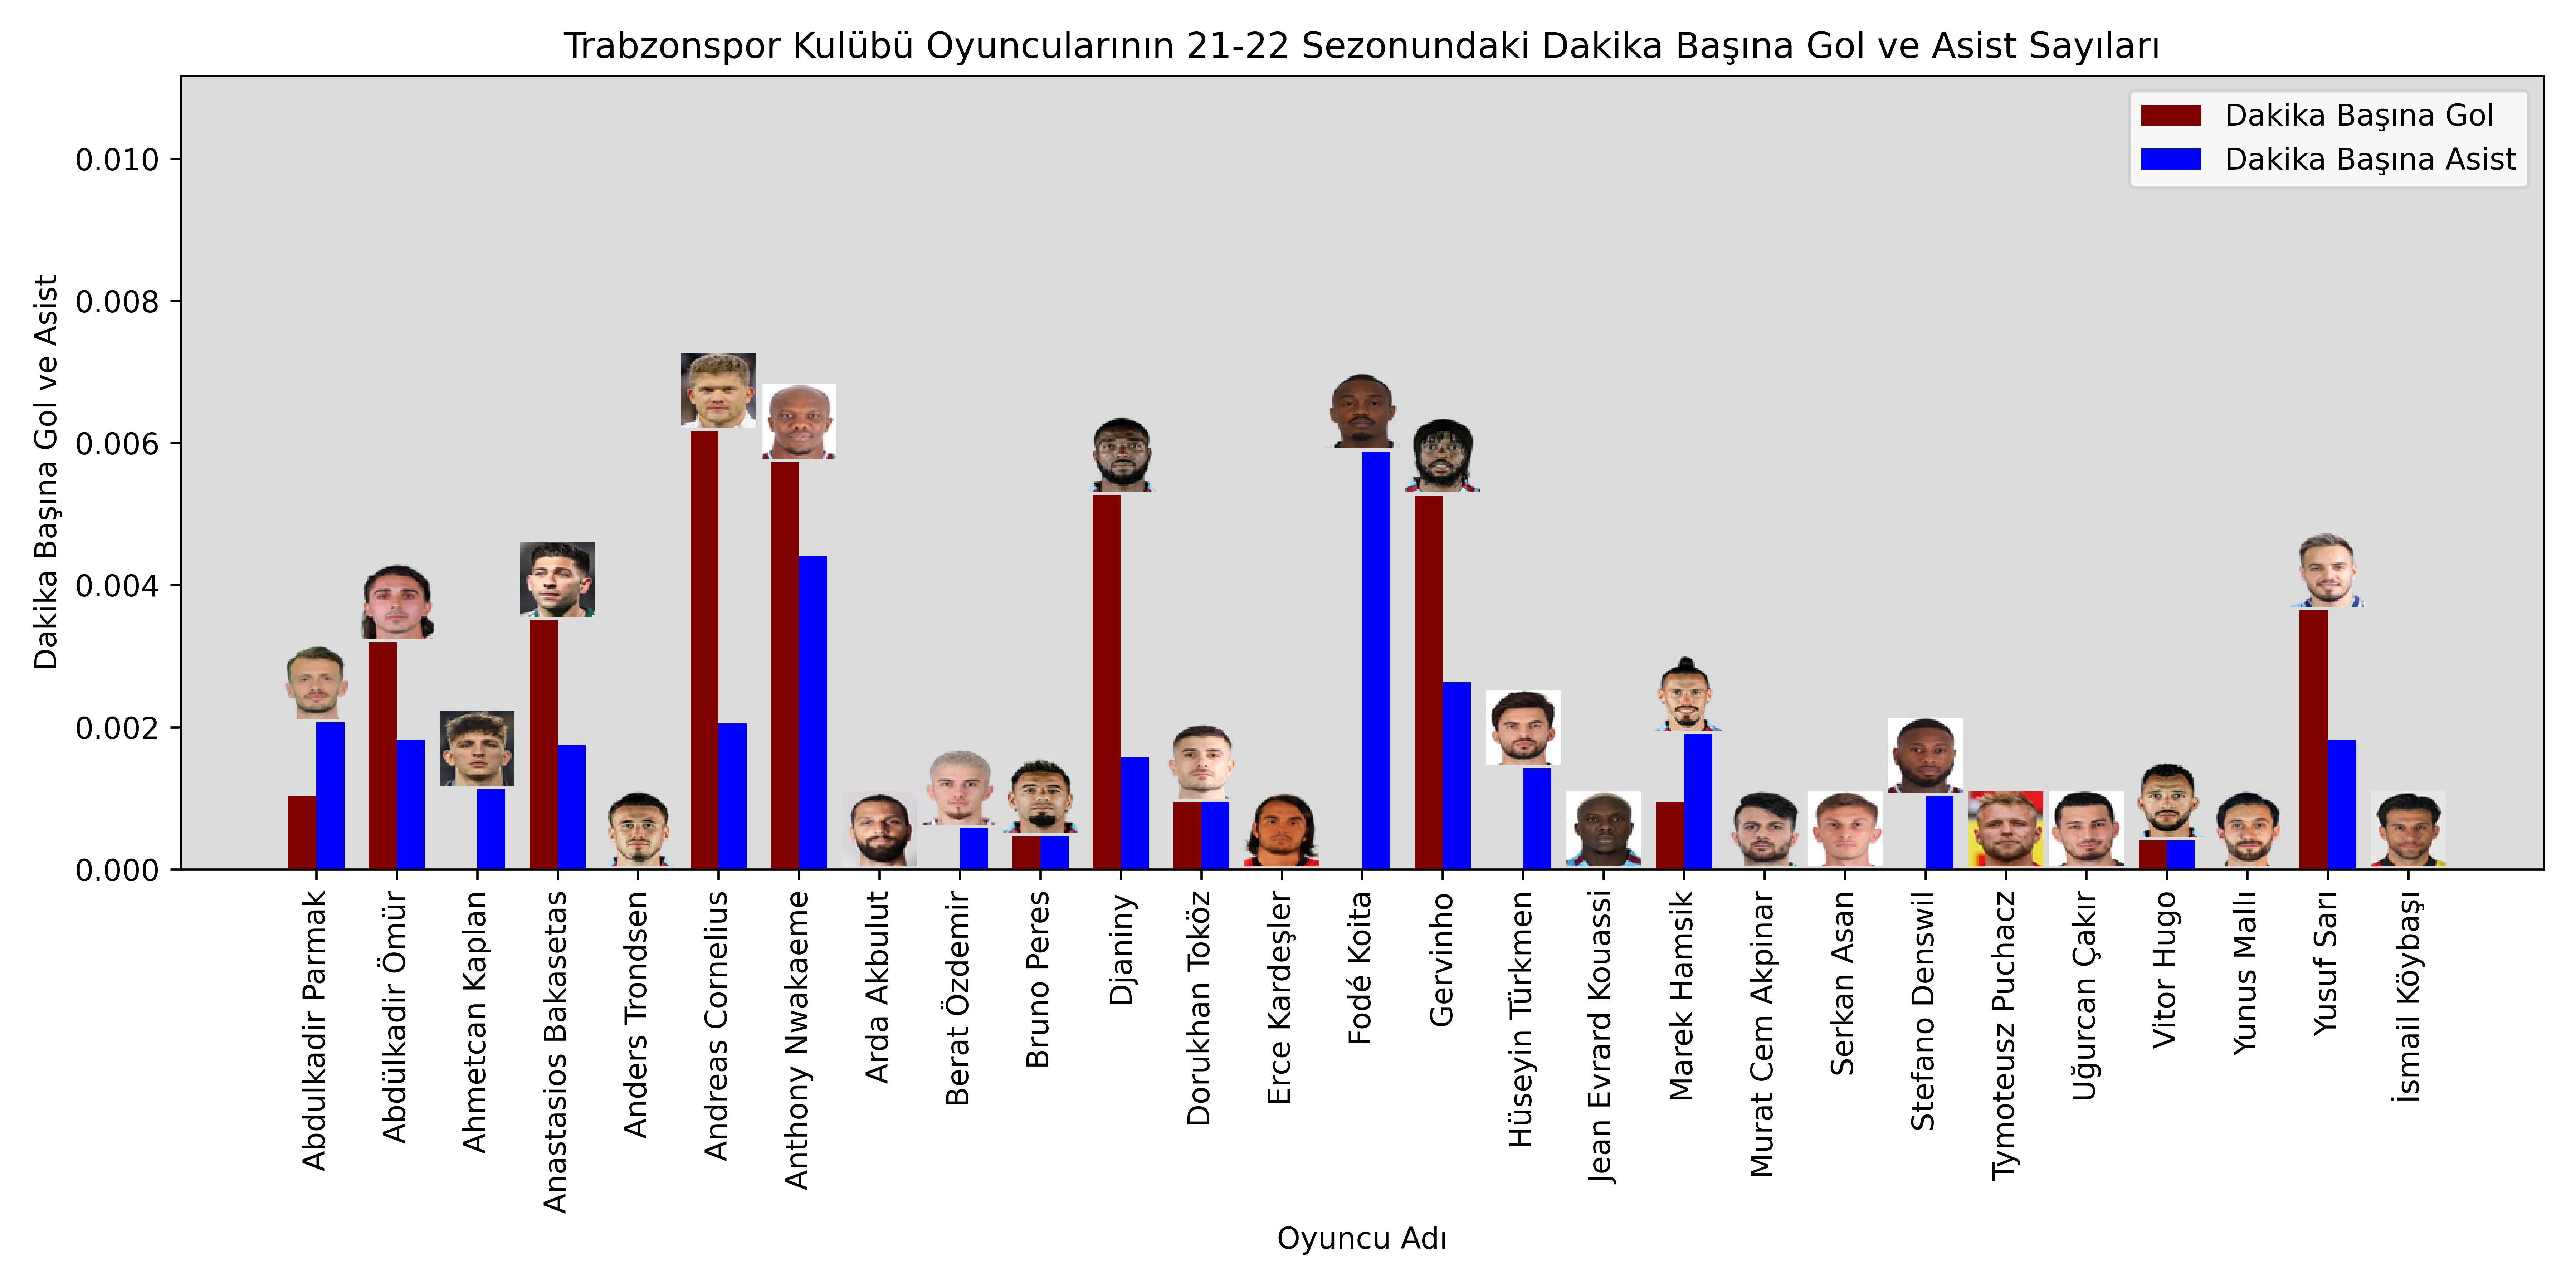 Trabzonspor Kulübü Oyuncularının 21-22 Sezonundaki Dakika Başına Gol ve Asist Sayıları
Dakika Başına Gol
Dakika Başına Asist
Dakika Başına Gol ve Asist
0.010
0.008
0.006
0.004
0.002
0.000
Abdulkadir Parmak
Abdülkadir Ömür
Ahmetcan Kaplan
Anastasios Bakasetas
Anders Trondsen
Andreas Cornelius
Anthony Nwakaeme
Arda Akbulut
Berat Özdemir
Bruno Peres
Djaniny
Dorukhan Toköz
Erce Kardeşler
Fodé Koita
Gervinho
Hüseyin Türkmen
Jean Evrard Kouassi
Marek Hamsik
Murat Cem Akpinar
Serkan Asan
Stefano Denswil
Tymoteusz Puchacz
Uğurcan Çakır
Vitor Hugo
Yunus Mallı
Yusuf Sarı
İsmail Köybaşı
Oyuncu Adı